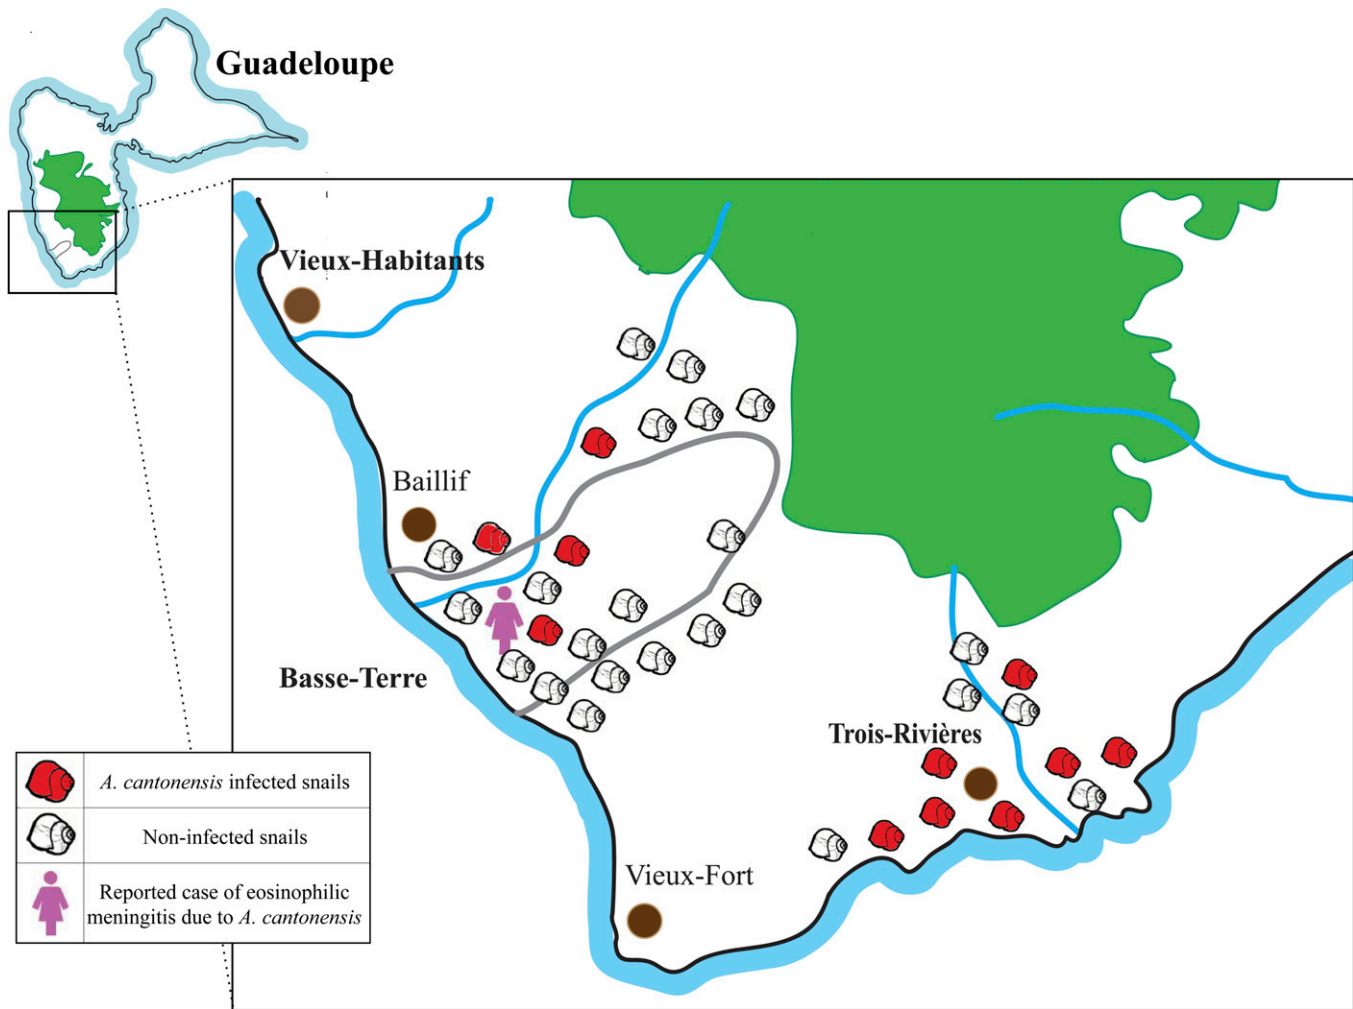 Guadeloupe
Vieux-Habitants
Baillif
Basse-Terre
Trois-Rivières
Vieux-Fort
A. cantonensis infected snails
Non-infected snails
Reported case of eosinophilic
meningitis due to A. cantonensis